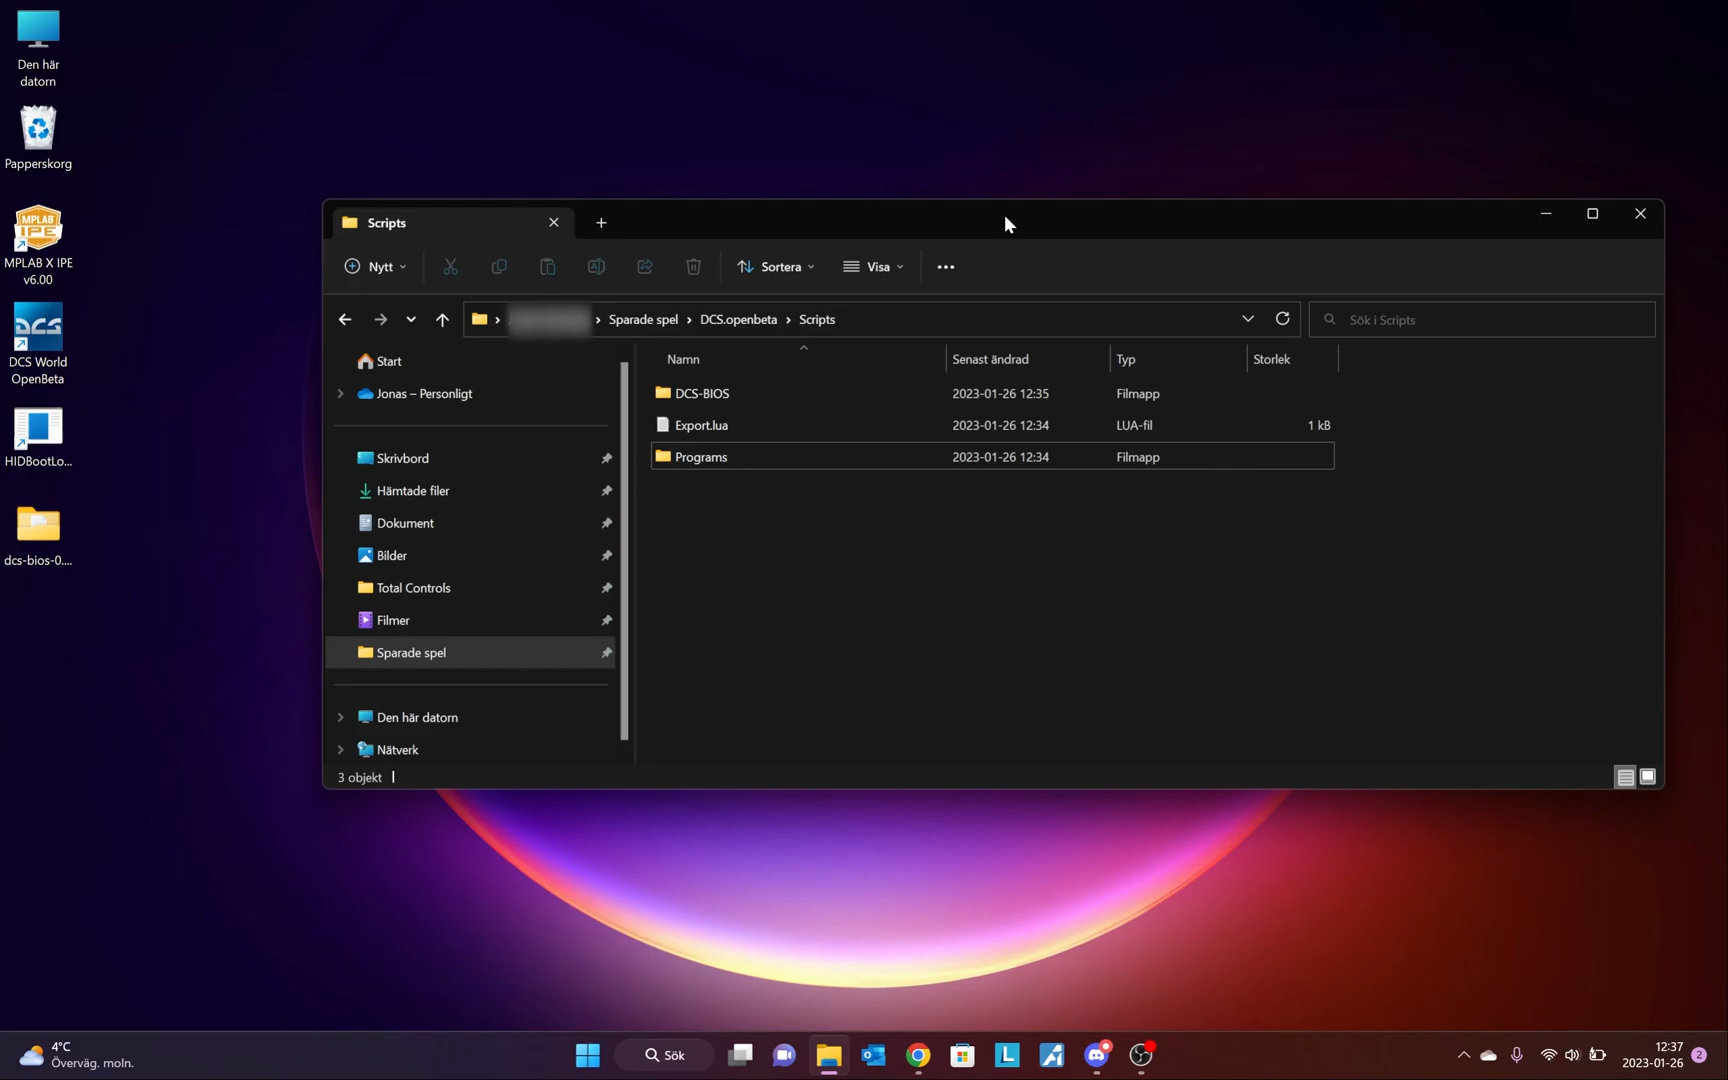 Den här
datorn
Papperskorg
MPLAB
IPE
MPLAB X IPE
v6.00
DCS
DCS World
OpenBeta
HIDBootLo...
dcs-bios-0....
Scripts
Nytt
Sortera
Visa
Sparade spel
DCS.openbeta
Scripts
Sök i Scripts
Start
Jonas – Personligt
Skrivbord
Hämtade filer
Dokument
Bilder
Total Controls
Filmer
Sparade spel
Den här datorn
Nätverk
Namn Senast ändrad Typ Storlek
DCS-BIOS 2023-01-26 12:35 Filmapp
Export.lua 2023-01-26 12:34 LUA-fil 1 kB
Programs 2023-01-26 12:34 Filmapp
3 objekt
4°C
Överväg. moln.
Sök
L
12:37
2023-01-26
2